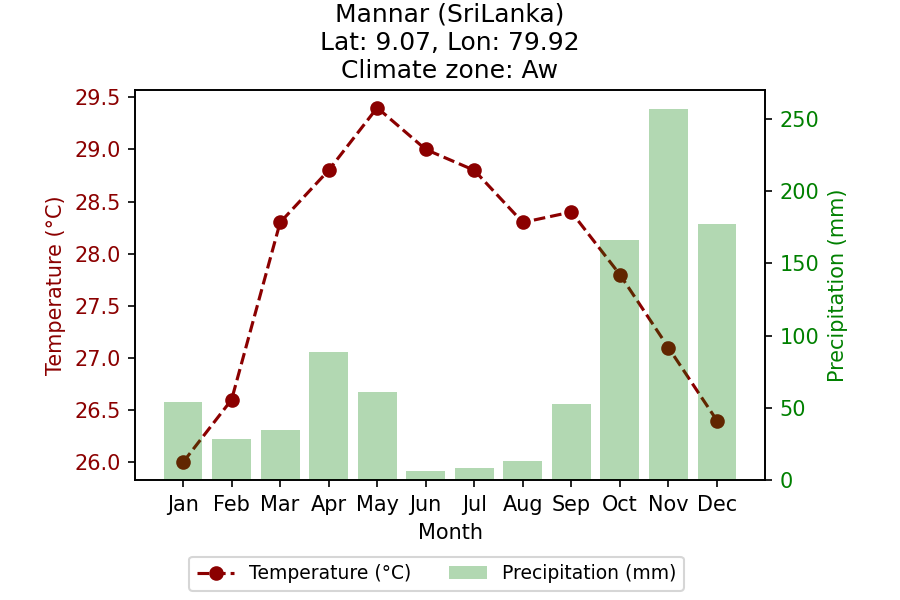 Mannar (SriLanka)
Lat: 9.07, Lon: 79.92
Climate zone: Aw
Temperature (°C)
29.5
29.0
28.5
28.0
27.5
27.0
26.5
26.0
250
200
150
100
50
0
Precipitation (mm)
Jan Feb Mar Apr May Jun Jul Aug Sep Oct Nov Dec
Month
Temperature (°C) Precipitation (mm)